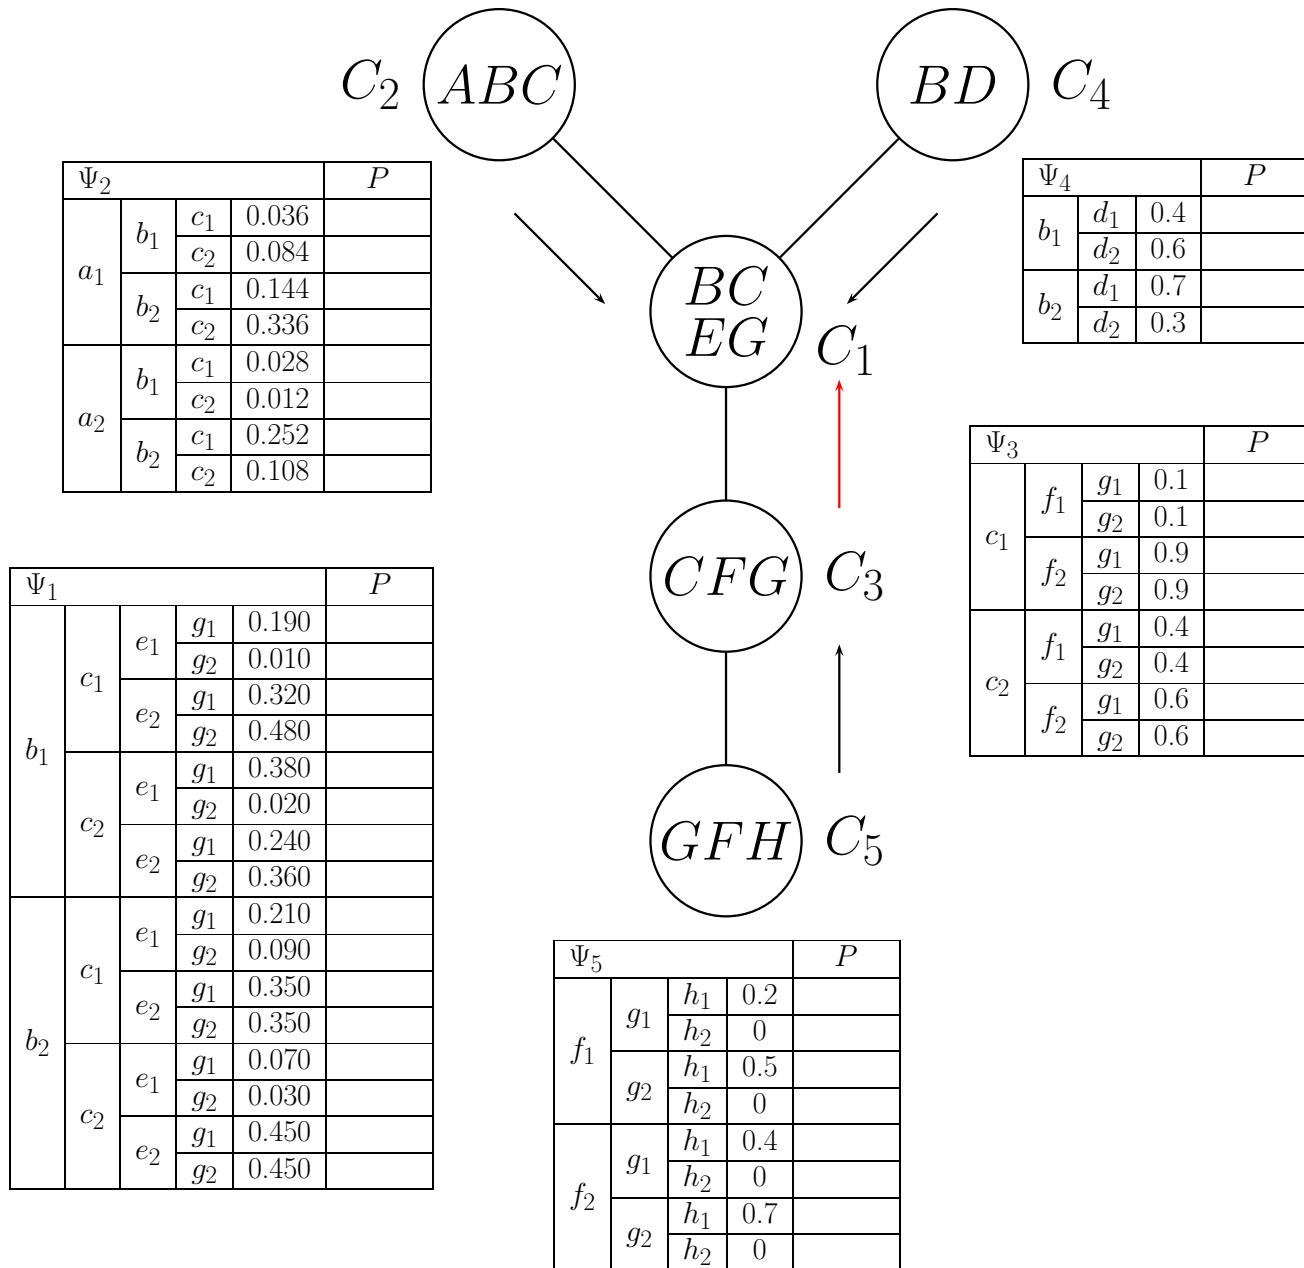 C₂ ABC BD C₄
Ψ₂ P
a₁ b₁ c₁ 0.036
c₂ 0.084
b₂ c₁ 0.144
c₂ 0.336
a₂ b₁ c₁ 0.028
c₂ 0.012
b₂ c₁ 0.252
c₂ 0.108
Ψ₄ P
b₁ d₁ 0.4
d₂ 0.6
b₂ d₁ 0.7
d₂ 0.3
BC
EG
C₁
Ψ₃ P
c₁ f₁ g₁ 0.1
g₂ 0.1
f₂ g₁ 0.9
g₂ 0.9
c₂ f₁ g₁ 0.4
g₂ 0.4
f₂ g₁ 0.6
g₂ 0.6
CFG C₃
Ψ₁ P
b₁ c₁ e₁ g₁ 0.190
g₂ 0.010
e₂ g₁ 0.320
g₂ 0.480
c₂ e₁ g₁ 0.380
g₂ 0.020
e₂ g₁ 0.240
g₂ 0.360
b₂ c₁ e₁ g₁ 0.210
g₂ 0.090
e₂ g₁ 0.350
g₂ 0.350
c₂ e₁ g₁ 0.070
g₂ 0.030
e₂ g₁ 0.450
g₂ 0.450
GFH C₅
Ψ₅ P
f₁ g₁ h₁ 0.2
h₂ 0
g₂ h₁ 0.5
h₂ 0
f₂ g₁ h₁ 0.4
h₂ 0
g₂ h₁ 0.7
h₂ 0